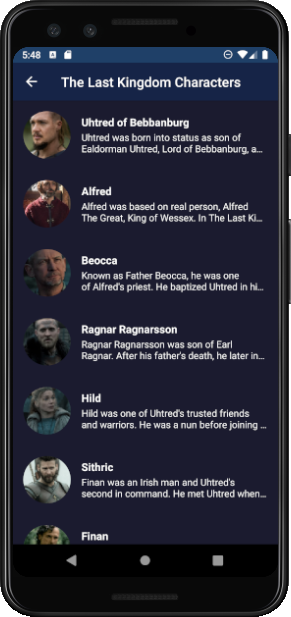 5:48
The Last Kingdom Characters
Uhtred of Bebbanburg
Uhtred was born into status as son of
Ealdorman Uhtred, Lord of Bebbanburg, a...
Alfred
Alfred was based on real person, Alfred
The Great, King of Wessex. In The Last Ki...
Beocca
Known as Father Beocca, he was one
of Alfred's priest. He baptized Uhtred in hi...
Ragnar Ragnarsson
Ragnar Ragnarsson was son of Earl
Ragnar. After his father's death, he later in...
Hild
Hild was one of Uhtred's trusted friends
and warriors. He was a nun before joining ...
Sithric
Finan was an Irish man and Uhtred's
second in command. He met Uhtred when...
Finan